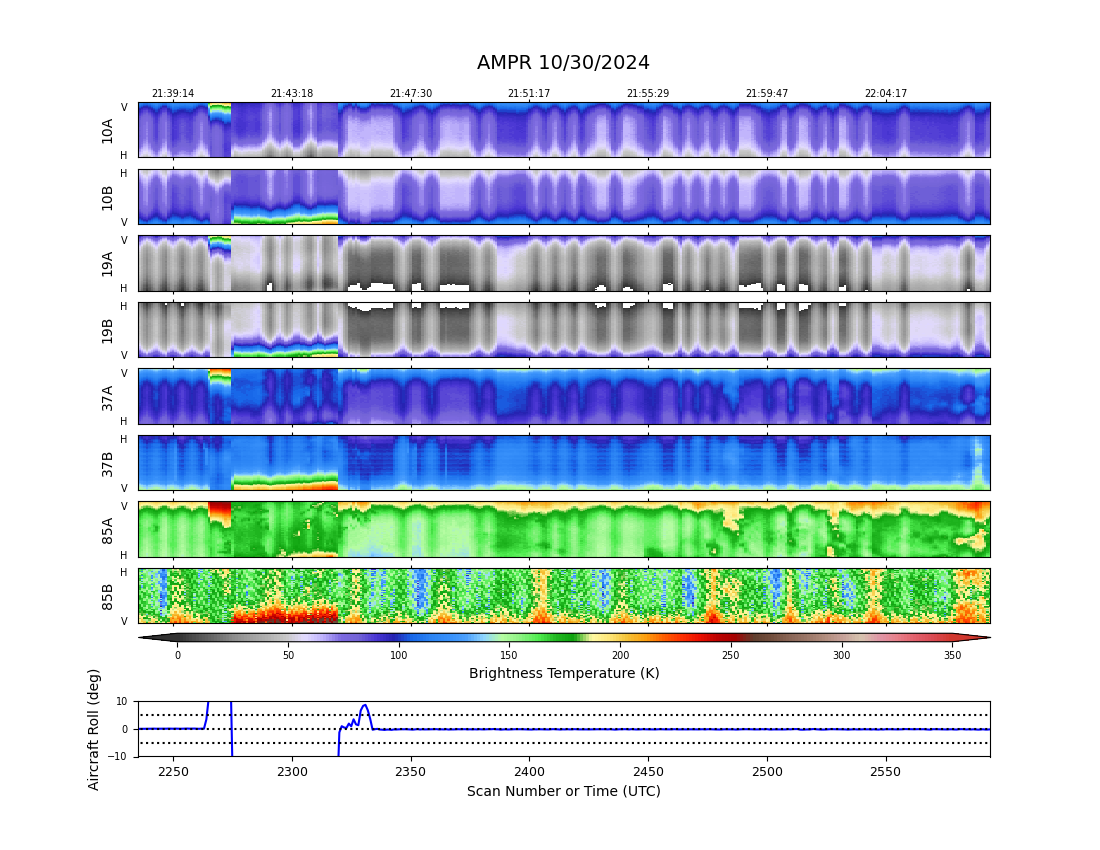 AMPR 10/30/2024
21:39:14 21:43:18 21:47:30 21:51:17 21:55:29 21:59:47 22:04:17
V
10A
H
H
10B
V
V
19A
H
H
19B
V
V
37A
H
H
37B
V
V
85A
H
H
85B
V
0 50 100 150 200 250 300 350
Brightness Temperature (K)
Aircraft Roll (deg)
10
0
−10
2250 2300 2350 2400 2450 2500 2550
Scan Number or Time (UTC)